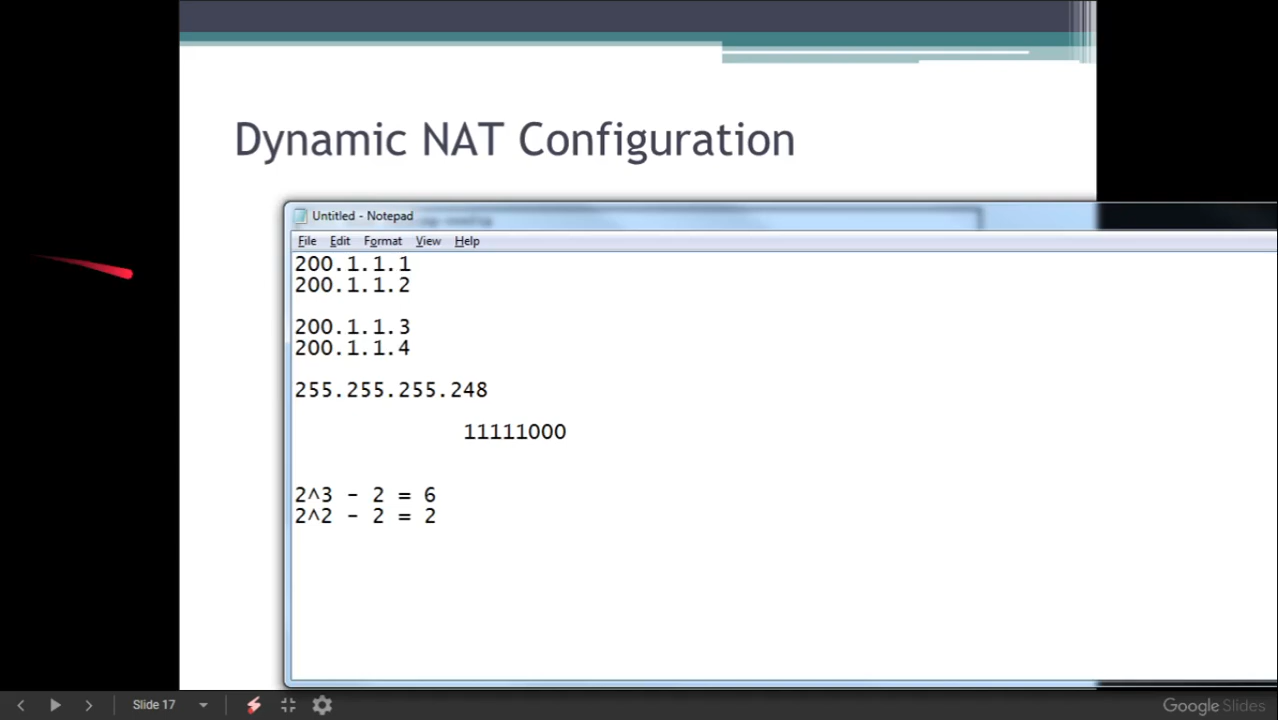 Dynamic NAT Configuration
Untitled - Notepad
File Edit Format View Help
200.1.1.1
200.1.1.2
200.1.1.3
200.1.1.4
255.255.255.248
11111000
2^3 - 2 = 6
2^2 - 2 = 2
Slide 17
Google Slides